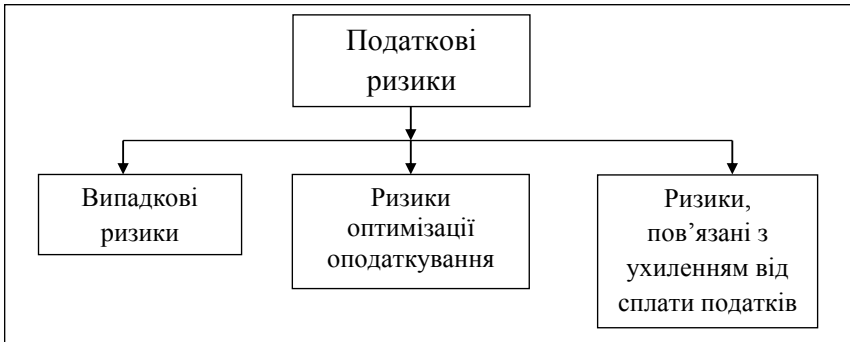 Податкові
ризики
Випадкові
ризики
Ризики
оптимізації
оподаткування
Ризики,
пов’язані з
ухиленням від
сплати податків